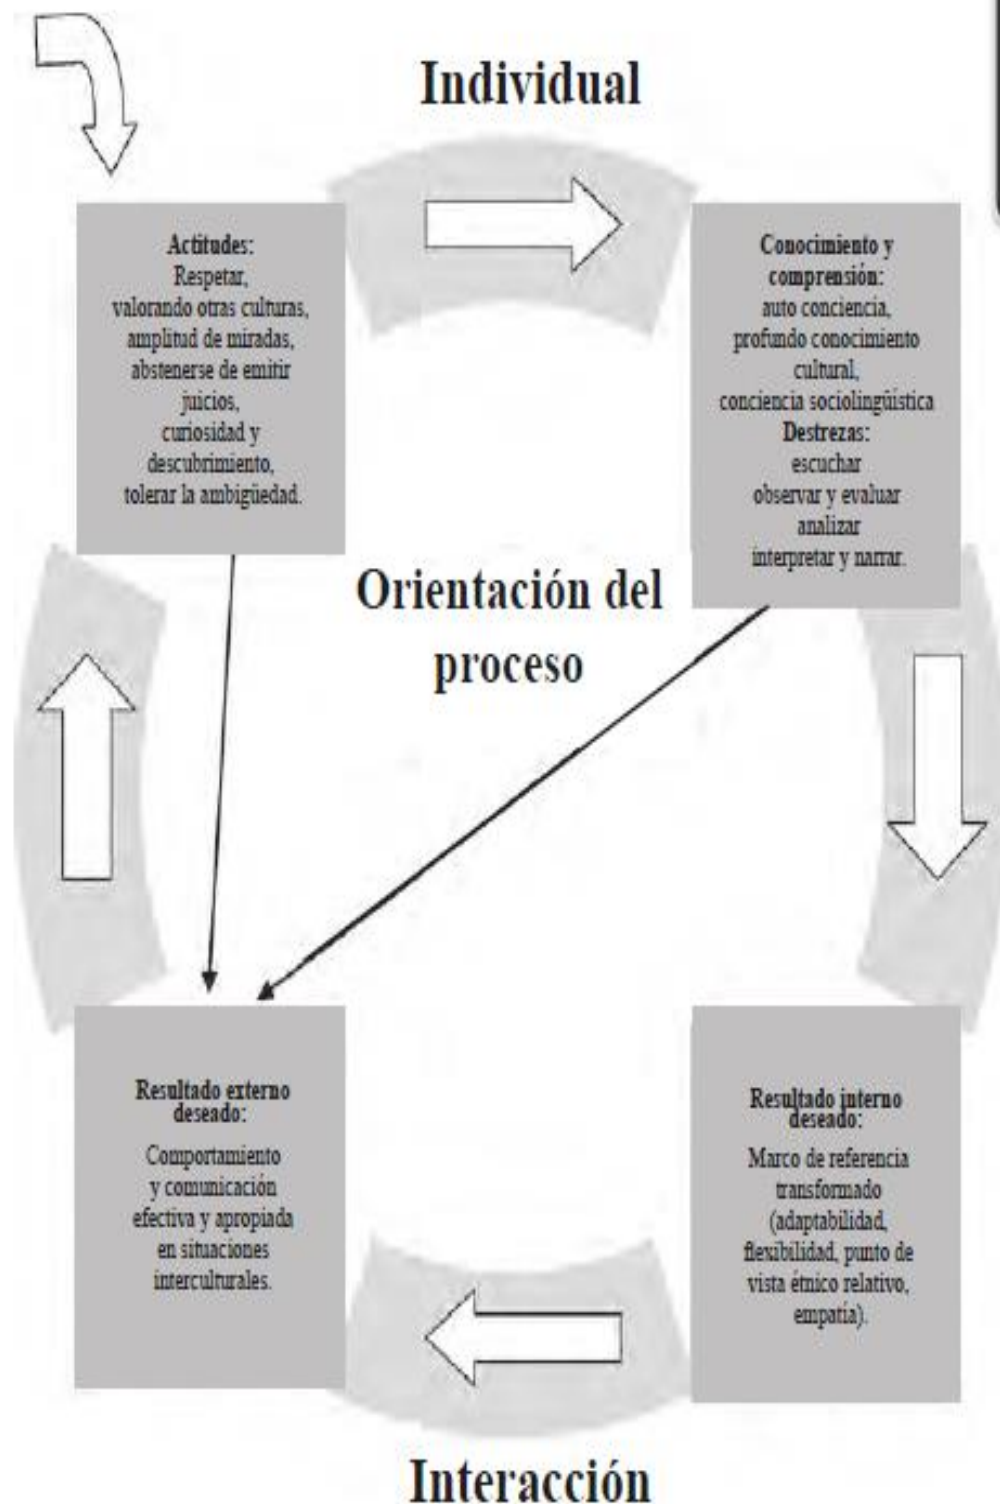 Individual
Actitudes:
Respetar,
valorando otras culturas,
amplitud de miradas,
abstenerse de emitir
juicios,
curiosidad y
descubrimiento,
tolerar la ambigüedad.
Conocimiento y
comprensión:
auto conciencia,
profundo conocimiento
cultural,
conciencia sociolingüística
Destrezas:
escuchar
observar y evaluar
analizar
interpretar y narrar.
Orientación del
proceso
Resultado externo
deseado:
Comportamiento
y comunicación
efectiva y apropiada
en situaciones
interculturales.
Resultado interno
deseado:
Marco de referencia
transformado
(adaptabilidad,
flexibilidad, punto de
vista étnico relativo,
empatía).
Interacción